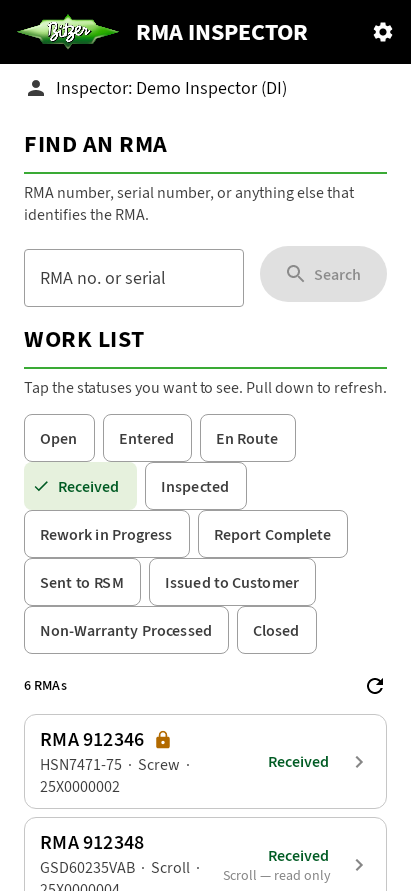 Bitzer
RMA INSPECTOR
Inspector: Demo Inspector (DI)
FIND AN RMA
RMA number, serial number, or anything else that
identifies the RMA.
RMA no. or serial
Search
WORK LIST
Tap the statuses you want to see. Pull down to refresh.
Open
Entered
En Route
Received
Inspected
Rework in Progress
Report Complete
Sent to RSM
Issued to Customer
Non-Warranty Processed
Closed
6 RMAs
RMA 912346
HSN7471-75 · Screw ·
25X0000002
Received
RMA 912348
GSD60235VAB · Scroll ·
25X0000004
Received
Scroll — read only